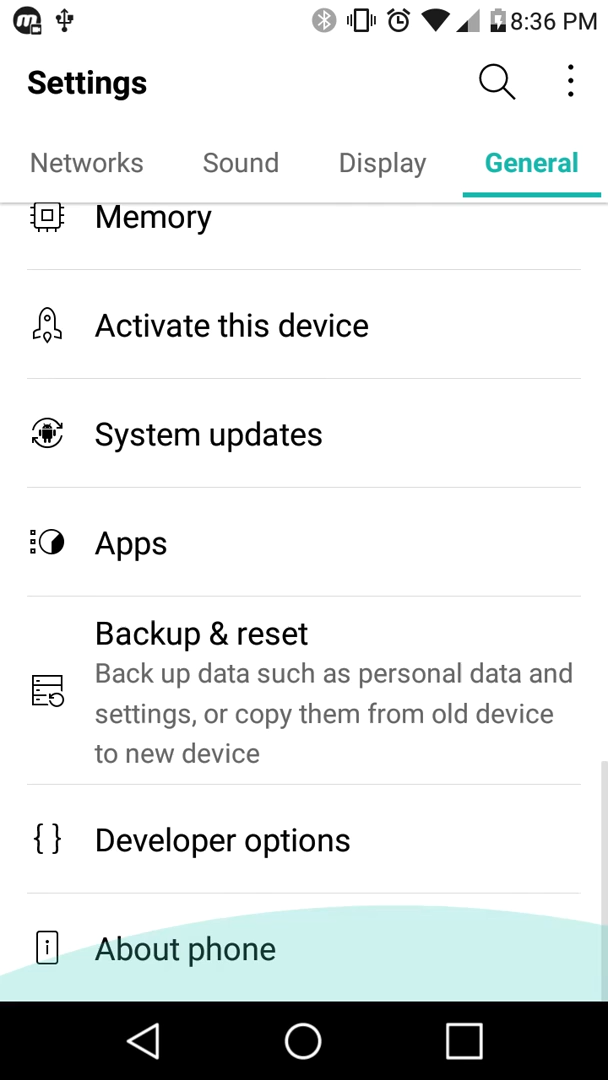 8:36 PM
Settings
Networks Sound Display General
Memory
Activate this device
System updates
Apps
Backup & reset
Back up data such as personal data and
settings, or copy them from old device
to new device
{ } Developer options
About phone